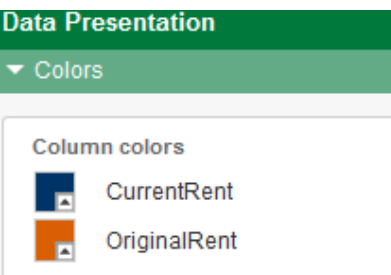 Data Presentation
Colors
Column colors
CurrentRent
OriginalRent